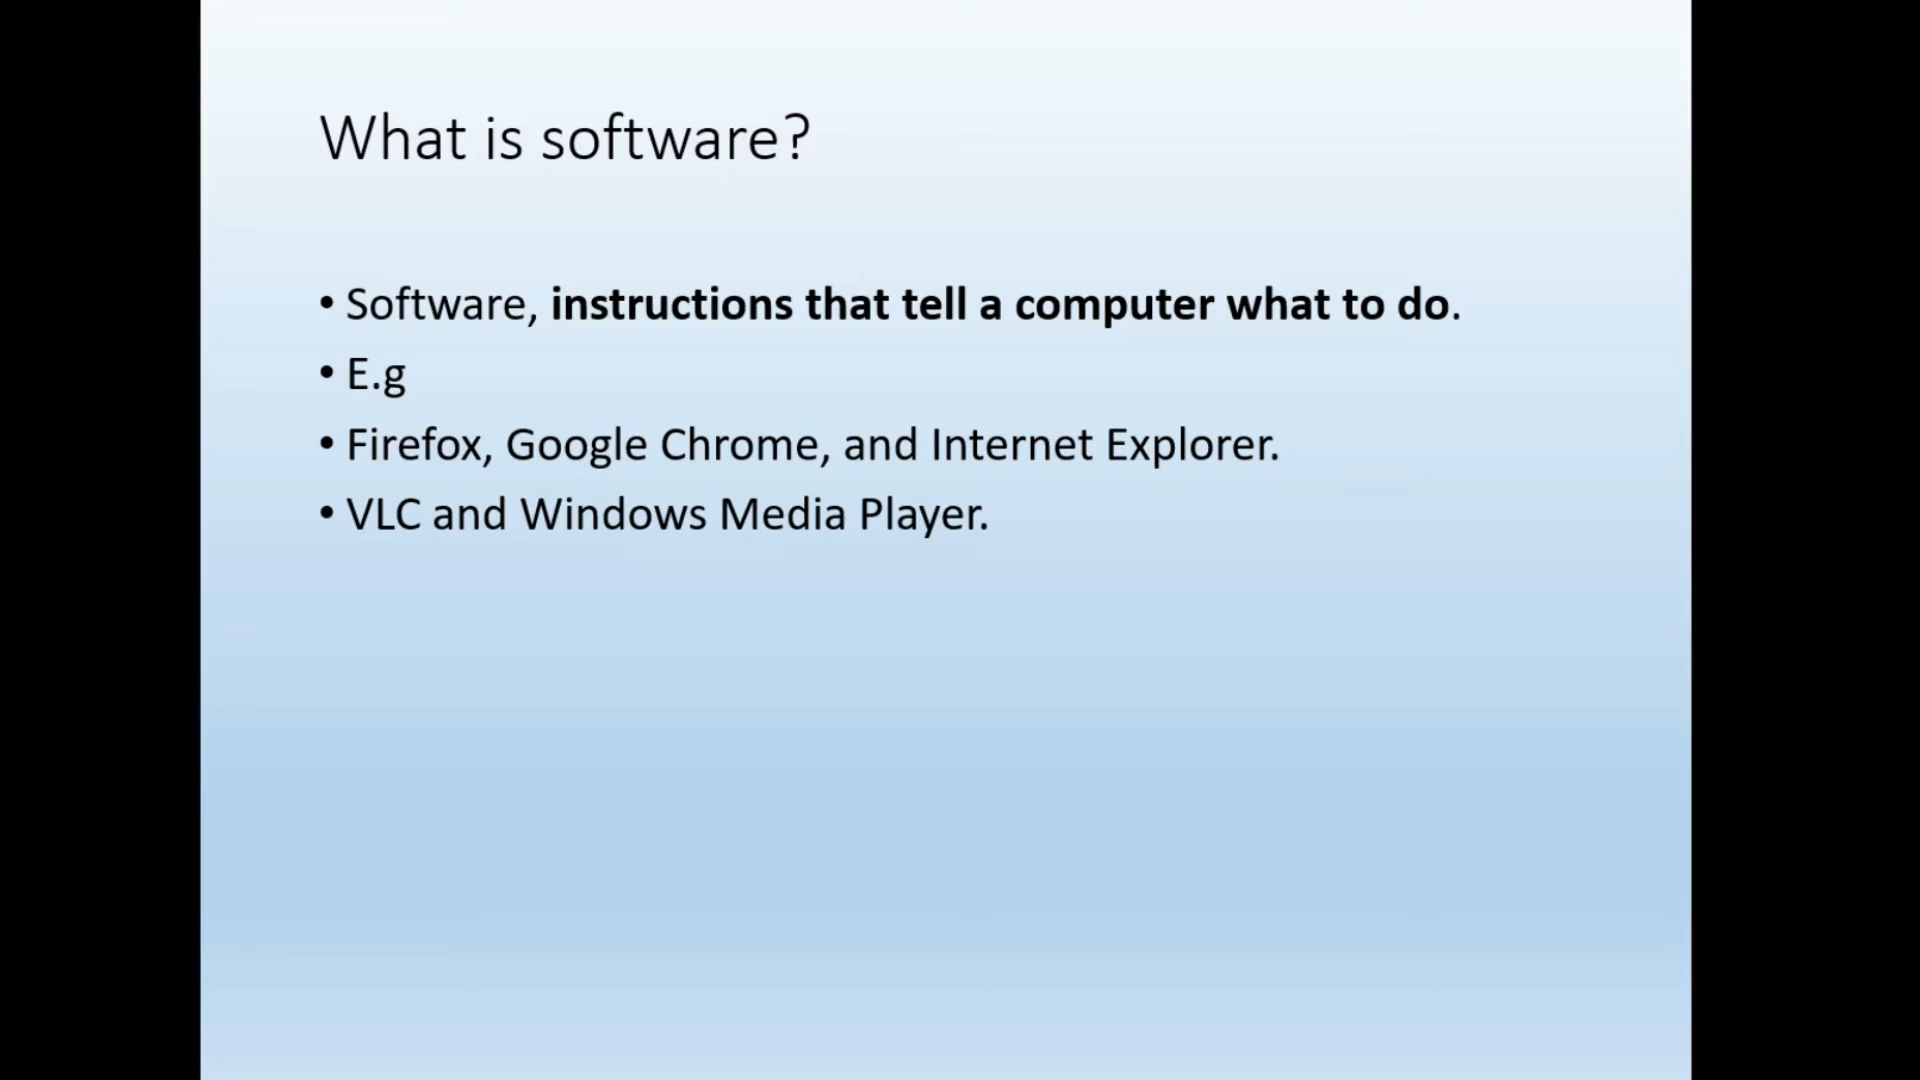 What is software?
• Software, instructions that tell a computer what to do.
• E.g
• Firefox, Google Chrome, and Internet Explorer.
• VLC and Windows Media Player.